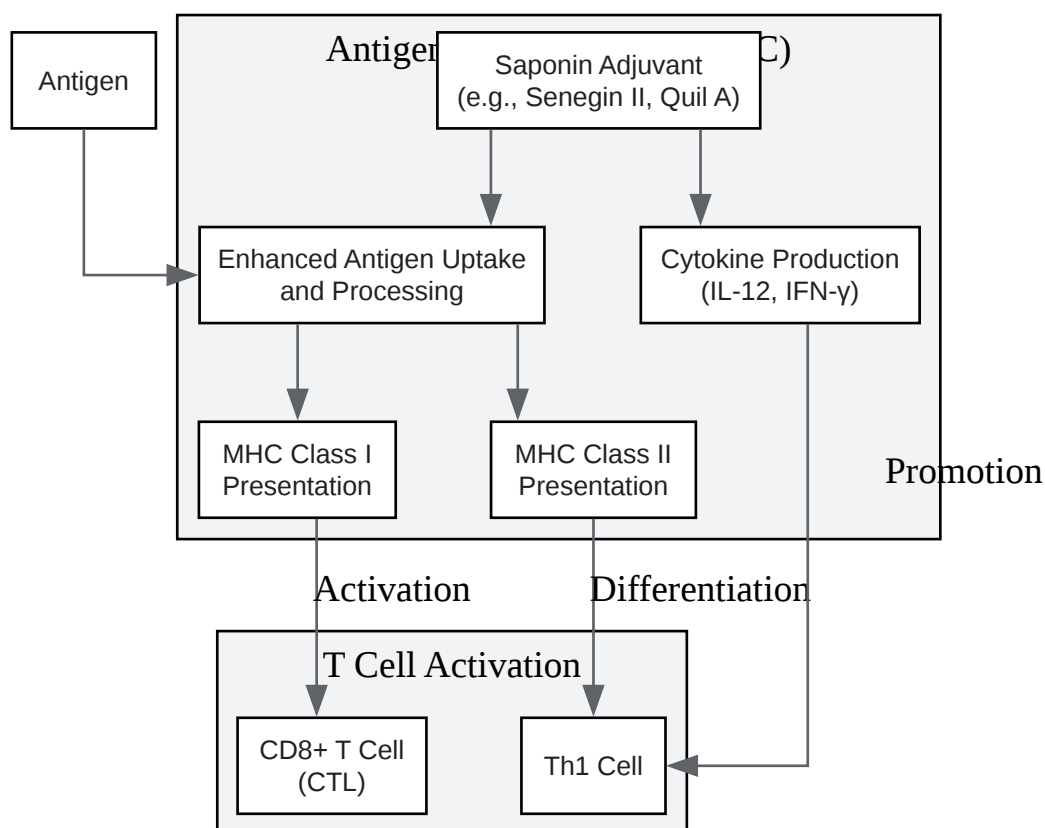 Antigen
Antigen
C)
Saponin Adjuvant
(e.g., Senegin II, Quil A)
Enhanced Antigen Uptake
and Processing
Cytokine Production
(IL-12, IFN-γ)
MHC Class I
Presentation
MHC Class II
Presentation
Promotion
Activation
Differentiation
T Cell Activation
CD8+ T Cell
(CTL)
Th1 Cell